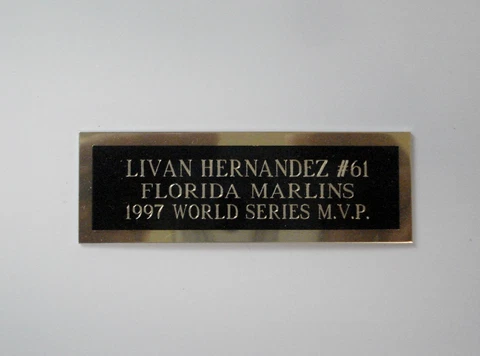 LIVAN HERNANDEZ #61
FLORIDA MARLINS
1997 WORLD SERIES M.V.P.